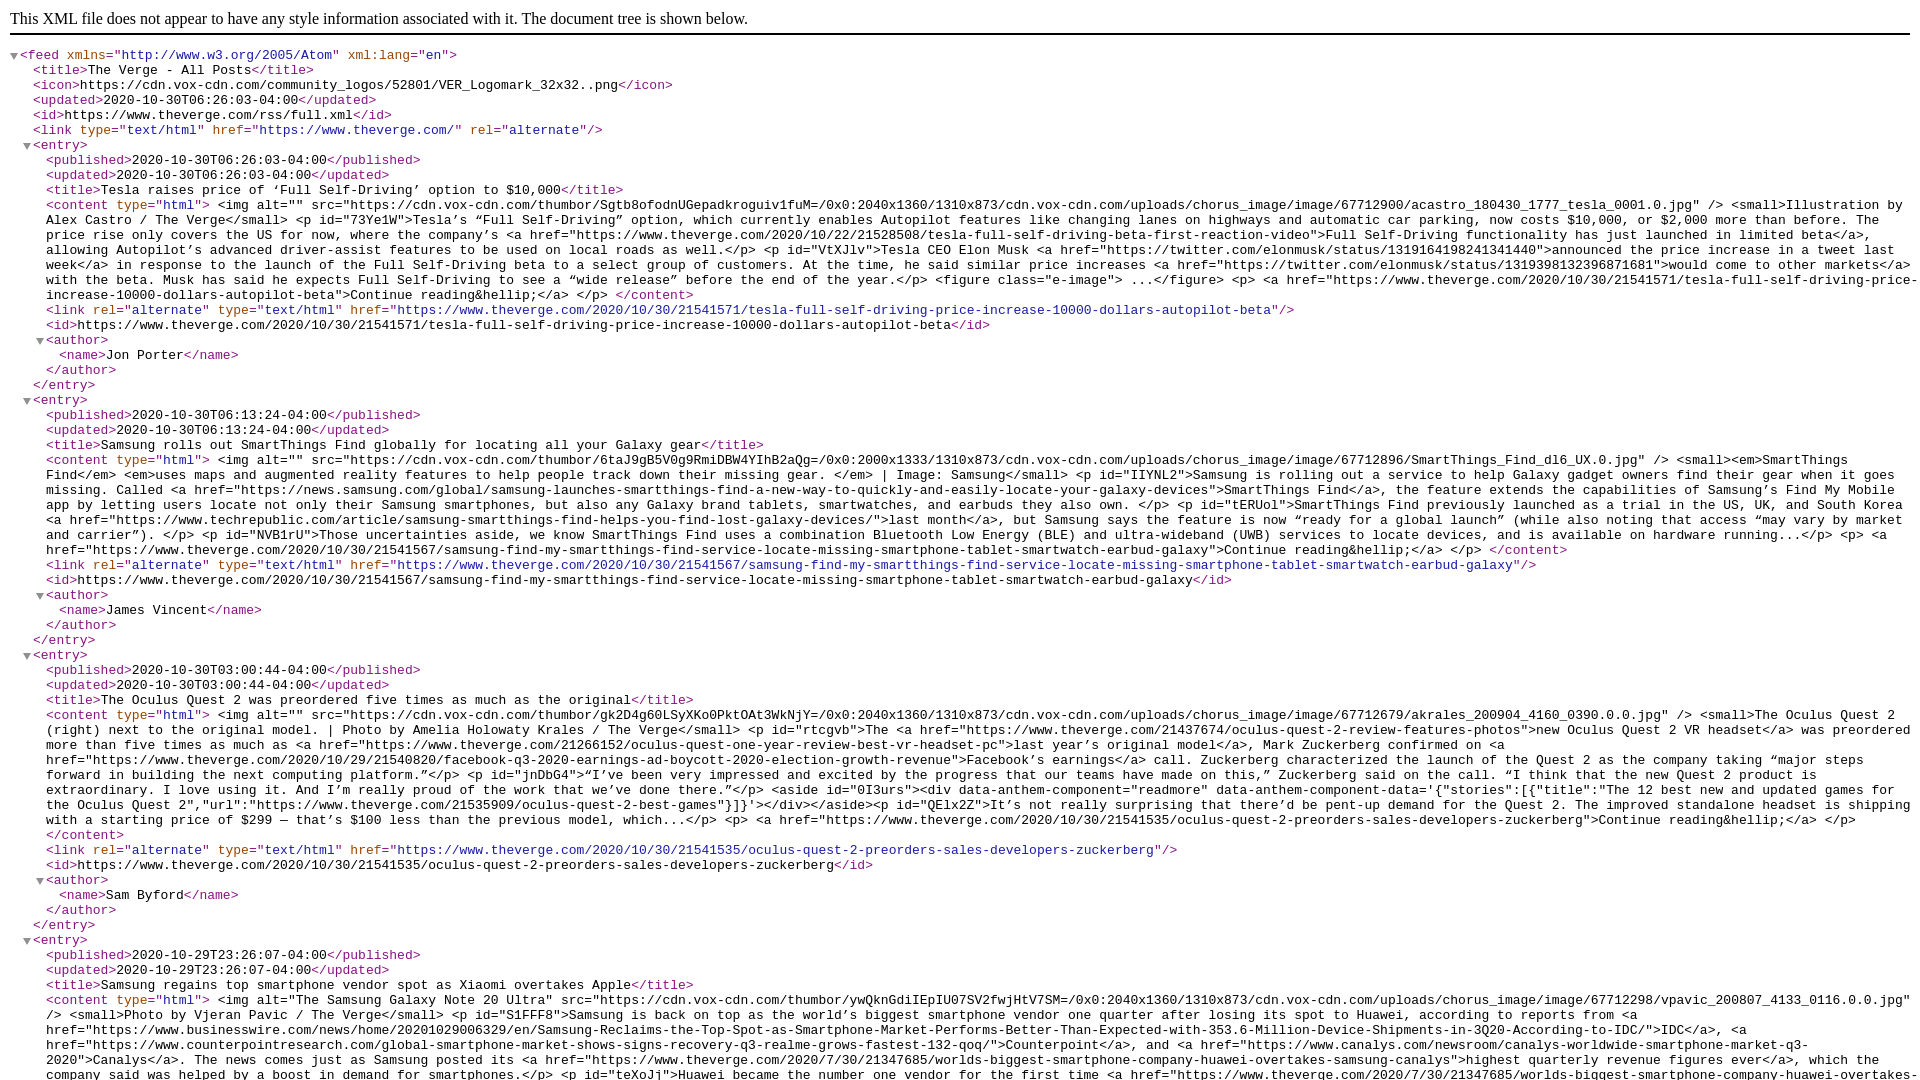 This XML file does not appear to have any style information associated with it. The document tree is shown below.
<feed xmlns="http://www.w3.org/2005/Atom" xml:lang="en">
<title>The Verge - All Posts</title>
<icon>https://cdn.vox-cdn.com/community_logos/52801/VER_Logomark_32x32..png</icon>
<updated>2020-10-30T06:26:03-04:00</updated>
<id>https://www.theverge.com/rss/full.xml</id>
<link type="text/html" href="https://www.theverge.com/" rel="alternate"/>
<entry>
<published>2020-10-30T06:26:03-04:00</published>
<updated>2020-10-30T06:26:03-04:00</updated>
<title>Tesla raises price of ‘Full Self-Driving’ option to $10,000</title>
<content type="html"> <img alt="" src="https://cdn.vox-cdn.com/thumbor/Sgtb8ofodnUGepadkroguiv1fuM=/0x0:2040x1360/1310x873/cdn.vox-cdn.com/uploads/chorus_image/image/67712900/acastro_180430_1777_tesla_0001.0.jpg" /> <small>Illustration by
Alex Castro / The Verge</small> <p id="73Ye1W">Tesla’s “Full Self-Driving” option, which currently enables Autopilot features like changing lanes on highways and automatic car parking, now costs $10,000, or $2,000 more than before. The
price rise only covers the US for now, where the company’s <a href="https://www.theverge.com/2020/10/22/21528508/tesla-full-self-driving-beta-first-reaction-video">Full Self-Driving functionality has just launched in limited beta</a>,
allowing Autopilot’s advanced driver-assist features to be used on local roads as well.</p> <p id="VtXJlv">Tesla CEO Elon Musk <a href="https://twitter.com/elonmusk/status/1319164198241341440">announced the price increase in a tweet last
week</a> in response to the launch of the Full Self-Driving beta to a select group of customers. At the time, he said similar price increases <a href="https://twitter.com/elonmusk/status/1319398132396871681">would come to other markets</a>
with the beta. Musk has said he expects Full Self-Driving to see a “wide release” before the end of the year.</p> <figure class="e-image"> ...</figure> <p> <a href="https://www.theverge.com/2020/10/30/21541571/tesla-full-self-driving-price-
increase-10000-dollars-autopilot-beta">Continue reading&hellip;</a> </p> </content>
<link rel="alternate" type="text/html" href="https://www.theverge.com/2020/10/30/21541571/tesla-full-self-driving-price-increase-10000-dollars-autopilot-beta"/>
<id>https://www.theverge.com/2020/10/30/21541571/tesla-full-self-driving-price-increase-10000-dollars-autopilot-beta</id>
<author>
<name>Jon Porter</name>
</author>
</entry>
<entry>
<published>2020-10-30T06:13:24-04:00</published>
<updated>2020-10-30T06:13:24-04:00</updated>
<title>Samsung rolls out SmartThings Find globally for locating all your Galaxy gear</title>
<content type="html"> <img alt="" src="https://cdn.vox-cdn.com/thumbor/6taJ9gB5V0g9RmiDBW4YIhB2aQg=/0x0:2000x1333/1310x873/cdn.vox-cdn.com/uploads/chorus_image/image/67712896/SmartThings_Find_dl6_UX.0.jpg" /> <small><em>SmartThings
Find</em> <em>uses maps and augmented reality features to help people track down their missing gear. </em> | Image: Samsung</small> <p id="IIYNL2">Samsung is rolling out a service to help Galaxy gadget owners find their gear when it goes
missing. Called <a href="https://news.samsung.com/global/samsung-launches-smartthings-find-a-new-way-to-quickly-and-easily-locate-your-galaxy-devices">SmartThings Find</a>, the feature extends the capabilities of Samsung’s Find My Mobile
app by letting users locate not only their Samsung smartphones, but also any Galaxy brand tablets, smartwatches, and earbuds they also own. </p> <p id="tERUol">SmartThings Find previously launched as a trial in the US, UK, and South Korea
<a href="https://www.techrepublic.com/article/samsung-smartthings-find-helps-you-find-lost-galaxy-devices/">last month</a>, but Samsung says the feature is now “ready for a global launch” (while also noting that access “may vary by market
and carrier”). </p> <p id="NVB1rU">Those uncertainties aside, we know SmartThings Find uses a combination Bluetooth Low Energy (BLE) and ultra-wideband (UWB) services to locate devices, and is available on hardware running...</p> <p> <a
href="https://www.theverge.com/2020/10/30/21541567/samsung-find-my-smartthings-find-service-locate-missing-smartphone-tablet-smartwatch-earbud-galaxy">Continue reading&hellip;</a> </p> </content>
<link rel="alternate" type="text/html" href="https://www.theverge.com/2020/10/30/21541567/samsung-find-my-smartthings-find-service-locate-missing-smartphone-tablet-smartwatch-earbud-galaxy"/>
<id>https://www.theverge.com/2020/10/30/21541567/samsung-find-my-smartthings-find-service-locate-missing-smartphone-tablet-smartwatch-earbud-galaxy</id>
<author>
<name>James Vincent</name>
</author>
</entry>
<entry>
<published>2020-10-30T03:00:44-04:00</published>
<updated>2020-10-30T03:00:44-04:00</updated>
<title>The Oculus Quest 2 was preordered five times as much as the original</title>
<content type="html"> <img alt="" src="https://cdn.vox-cdn.com/thumbor/gk2D4g60LSyXKo0PktOAt3WkNjY=/0x0:2040x1360/1310x873/cdn.vox-cdn.com/uploads/chorus_image/image/67712679/akrales_200904_4160_0390.0.0.jpg" /> <small>The Oculus Quest 2
(right) next to the original model. | Photo by Amelia Holowaty Krales / The Verge</small> <p id="rtcgvb">The <a href="https://www.theverge.com/21437674/oculus-quest-2-review-features-photos">new Oculus Quest 2 VR headset</a> was preordered
more than five times as much as <a href="https://www.theverge.com/21266152/oculus-quest-one-year-review-best-vr-headset-pc">last year’s original model</a>, Mark Zuckerberg confirmed on <a
href="https://www.theverge.com/2020/10/29/21540820/facebook-q3-2020-earnings-ad-boycott-2020-election-growth-revenue">Facebook’s earnings</a> call. Zuckerberg characterized the launch of the Quest 2 as the company taking “major steps
forward in building the next computing platform.”</p> <p id="jnDbG4">“I’ve been very impressed and excited by the progress that our teams have made on this,” Zuckerberg said on the call. “I think that the new Quest 2 product is
extraordinary. I love using it. And I’m really proud of the work that we’ve done there.”</p> <aside id="0I3urs"><div data-anthem-component="readmore" data-anthem-component-data='{"stories":[{"title":"The 12 best new and updated games for
the Oculus Quest 2","url":"https://www.theverge.com/21535909/oculus-quest-2-best-games"}]}'></div></aside><p id="QElx2Z">It’s not really surprising that there’d be pent-up demand for the Quest 2. The improved standalone headset is shipping
with a starting price of $299 — that’s $100 less than the previous model, which...</p> <p> <a href="https://www.theverge.com/2020/10/30/21541535/oculus-quest-2-preorders-sales-developers-zuckerberg">Continue reading&hellip;</a> </p>
</content>
<link rel="alternate" type="text/html" href="https://www.theverge.com/2020/10/30/21541535/oculus-quest-2-preorders-sales-developers-zuckerberg"/>
<id>https://www.theverge.com/2020/10/30/21541535/oculus-quest-2-preorders-sales-developers-zuckerberg</id>
<author>
<name>Sam Byford</name>
</author>
</entry>
<entry>
<published>2020-10-29T23:26:07-04:00</published>
<updated>2020-10-29T23:26:07-04:00</updated>
<title>Samsung regains top smartphone vendor spot as Xiaomi overtakes Apple</title>
<content type="html"> <img alt="The Samsung Galaxy Note 20 Ultra" src="https://cdn.vox-cdn.com/thumbor/ywQknGdiIEpIU07SV2fwjHtV7SM=/0x0:2040x1360/1310x873/cdn.vox-cdn.com/uploads/chorus_image/image/67712298/vpavic_200807_4133_0116.0.0.jpg"
/> <small>Photo by Vjeran Pavic / The Verge</small> <p id="S1FFF8">Samsung is back on top as the world’s biggest smartphone vendor one quarter after losing its spot to Huawei, according to reports from <a
href="https://www.businesswire.com/news/home/20201029006329/en/Samsung-Reclaims-the-Top-Spot-as-Smartphone-Market-Performs-Better-Than-Expected-with-353.6-Million-Device-Shipments-in-3Q20-According-to-IDC/">IDC</a>, <a
href="https://www.counterpointresearch.com/global-smartphone-market-shows-signs-recovery-q3-realme-grows-fastest-132-qoq/">Counterpoint</a>, and <a href="https://www.canalys.com/newsroom/canalys-worldwide-smartphone-market-q3-
2020">Canalys</a>. The news comes just as Samsung posted its <a href="https://www.theverge.com/2020/7/30/21347685/worlds-biggest-smartphone-company-huawei-overtakes-samsung-canalys">highest quarterly revenue figures ever</a>, which the
company said was helped by a boost in demand for smartphones.</p> <p id="teXoJj">Huawei became the number one vendor for the first time <a href="https://www.theverge.com/2020/7/30/21347685/worlds-biggest-smartphone-company-huawei-overtakes-